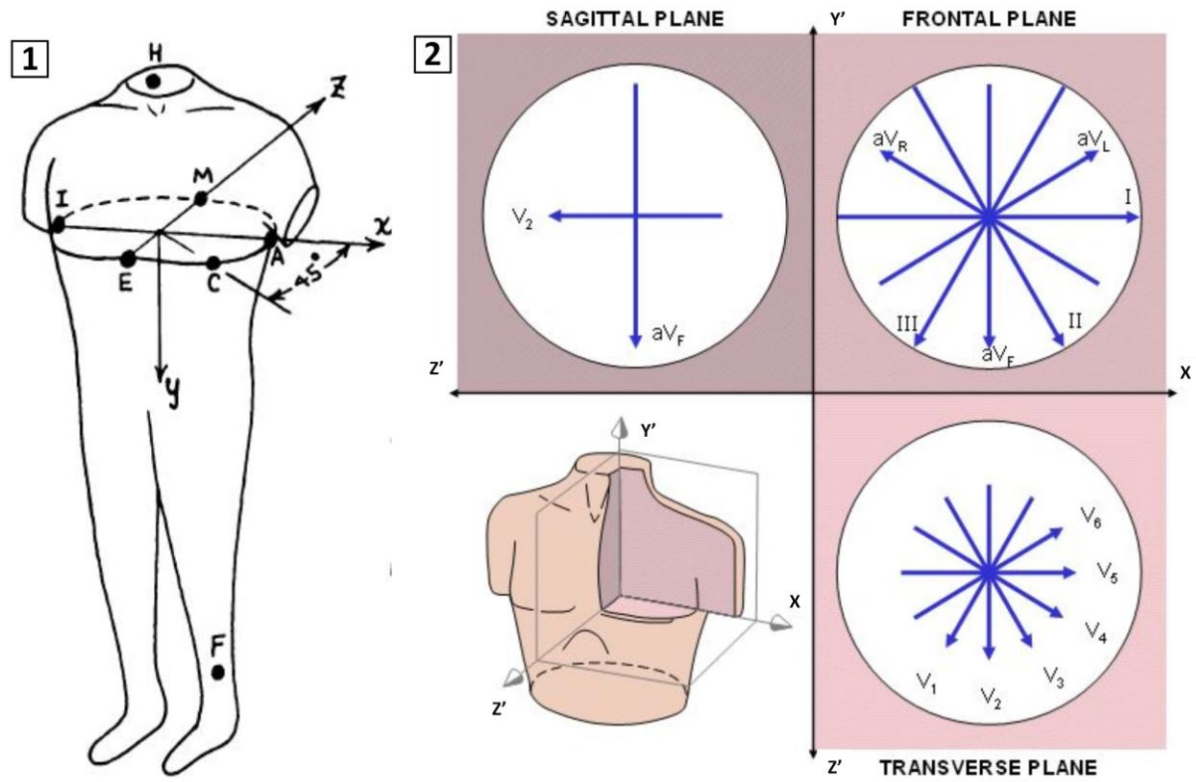 1
H
Z
M
I
X
A
E
C
45°
y
F
2
SAGITTAL PLANE
Y’
FRONTAL PLANE
V2
aVF
Z’
aVR
aVL
I
III
aVF
II
X
Y’
X
Z’
V6
V5
V4
V3
V2
V1
Z’
TRANSVERSE PLANE